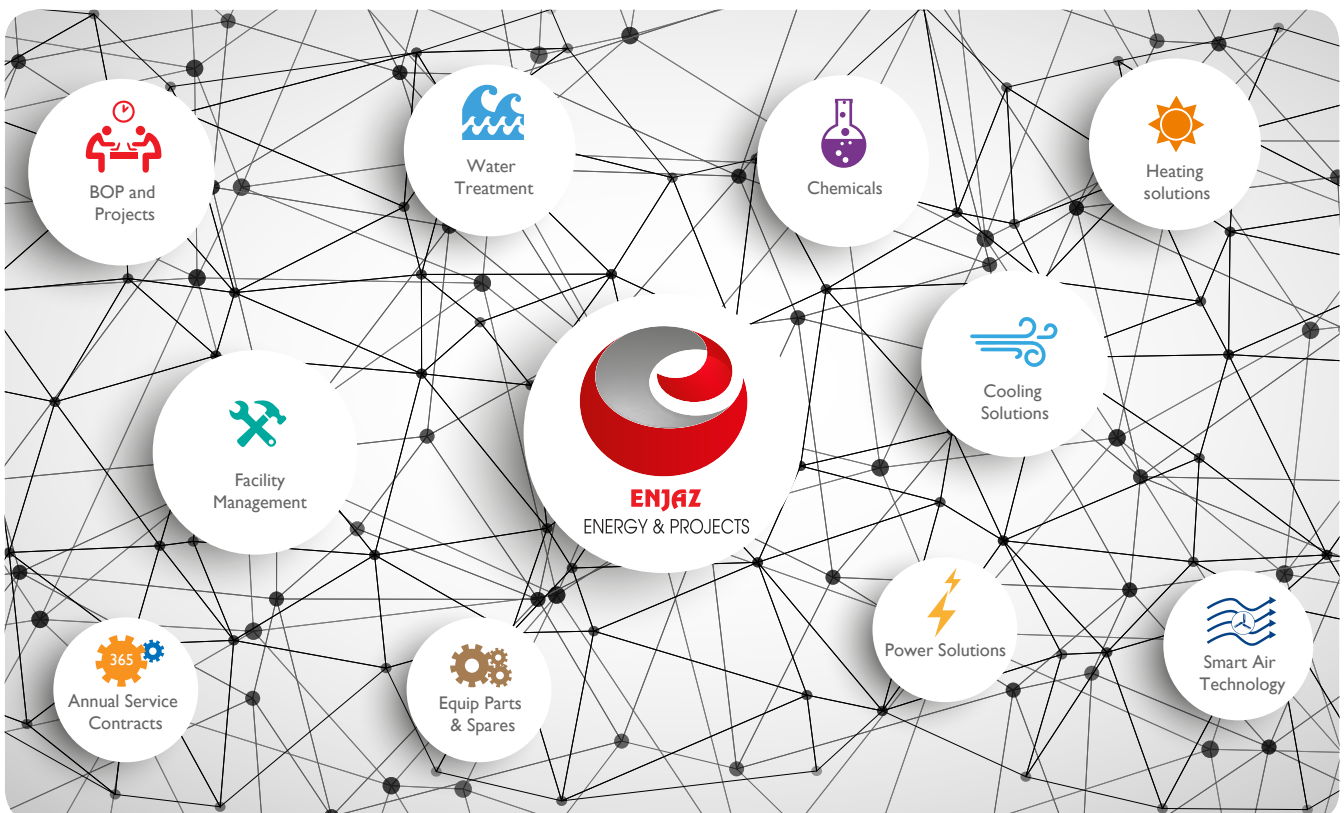 BOP and
Projects
Water
Treatment
Chemicals
Heating
solutions
Cooling
Solutions
Facility
Management
ENJAZ
ENERGY & PROJECTS
Power Solutions
Smart Air
Technology
365
Annual Service
Contracts
Equip Parts
& Spares